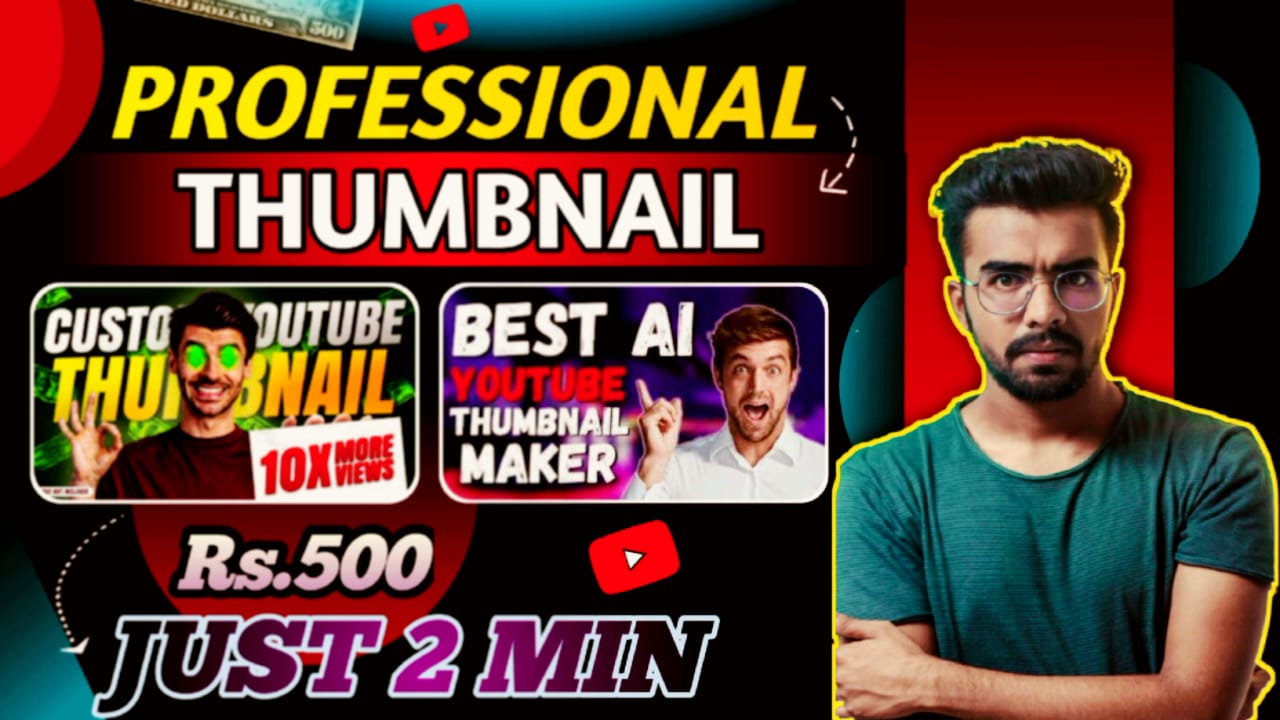 500
PROFESSIONAL
THUMBNAIL
CUSTO YOUTUBE
THU BNAIL
10X MORE
VIEWS
BEST AI
YOUTUBE
THUMBNAIL
MAKER
Rs.500
JUST 2 MIN